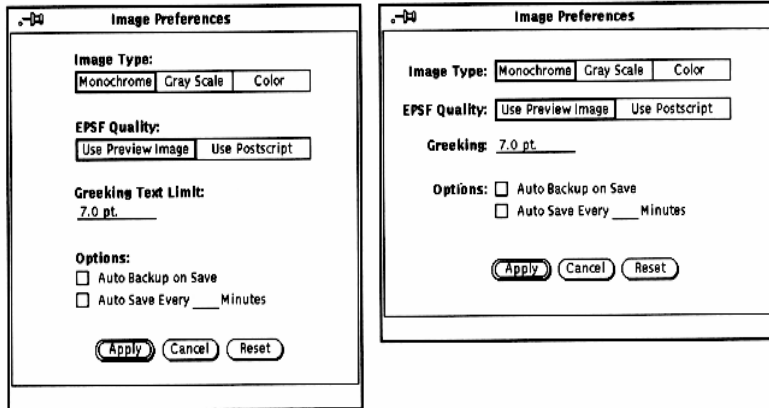 Image Preferences
Image Type:
Monochrome Gray Scale Color
EPSF Quality:
Use Preview Image Use Postscript
Greeking Text Limit:
7.0 pt.
Options:
Auto Backup on Save
Auto Save Every ___ Minutes
Apply Cancel Reset
Image Preferences
Image Type: Monochrome Gray Scale Color
EPSF Quality: Use Preview Image Use Postscript
Greeking: 7.0 pt.
Options: Auto Backup on Save
Auto Save Every ___ Minutes
Apply Cancel Reset